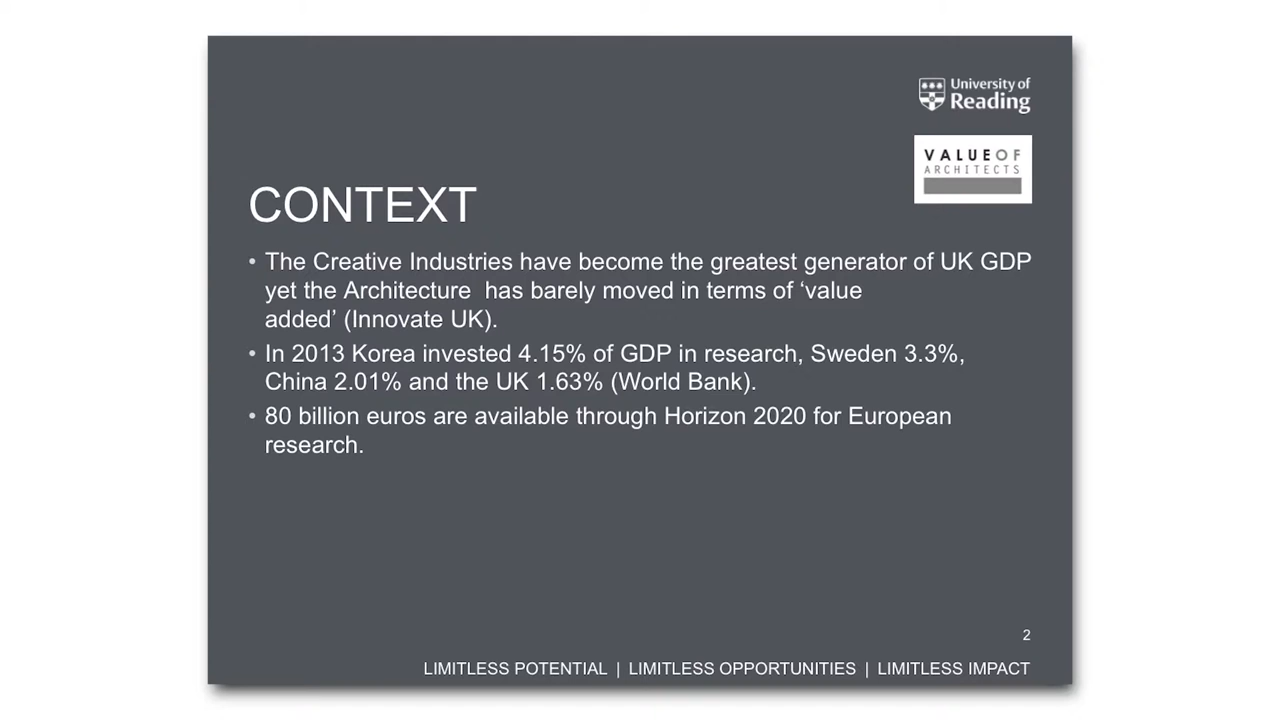 University of
Reading
VALUEOF
ARCHITECTS
CONTEXT
• The Creative Industries have become the greatest generator of UK GDP
yet the Architecture  has barely moved in terms of ‘value
added’ (Innovate UK).
• In 2013 Korea invested 4.15% of GDP in research, Sweden 3.3%,
China 2.01% and the UK 1.63% (World Bank).
• 80 billion euros are available through Horizon 2020 for European
research.
2
LIMITLESS POTENTIAL | LIMITLESS OPPORTUNITIES | LIMITLESS IMPACT